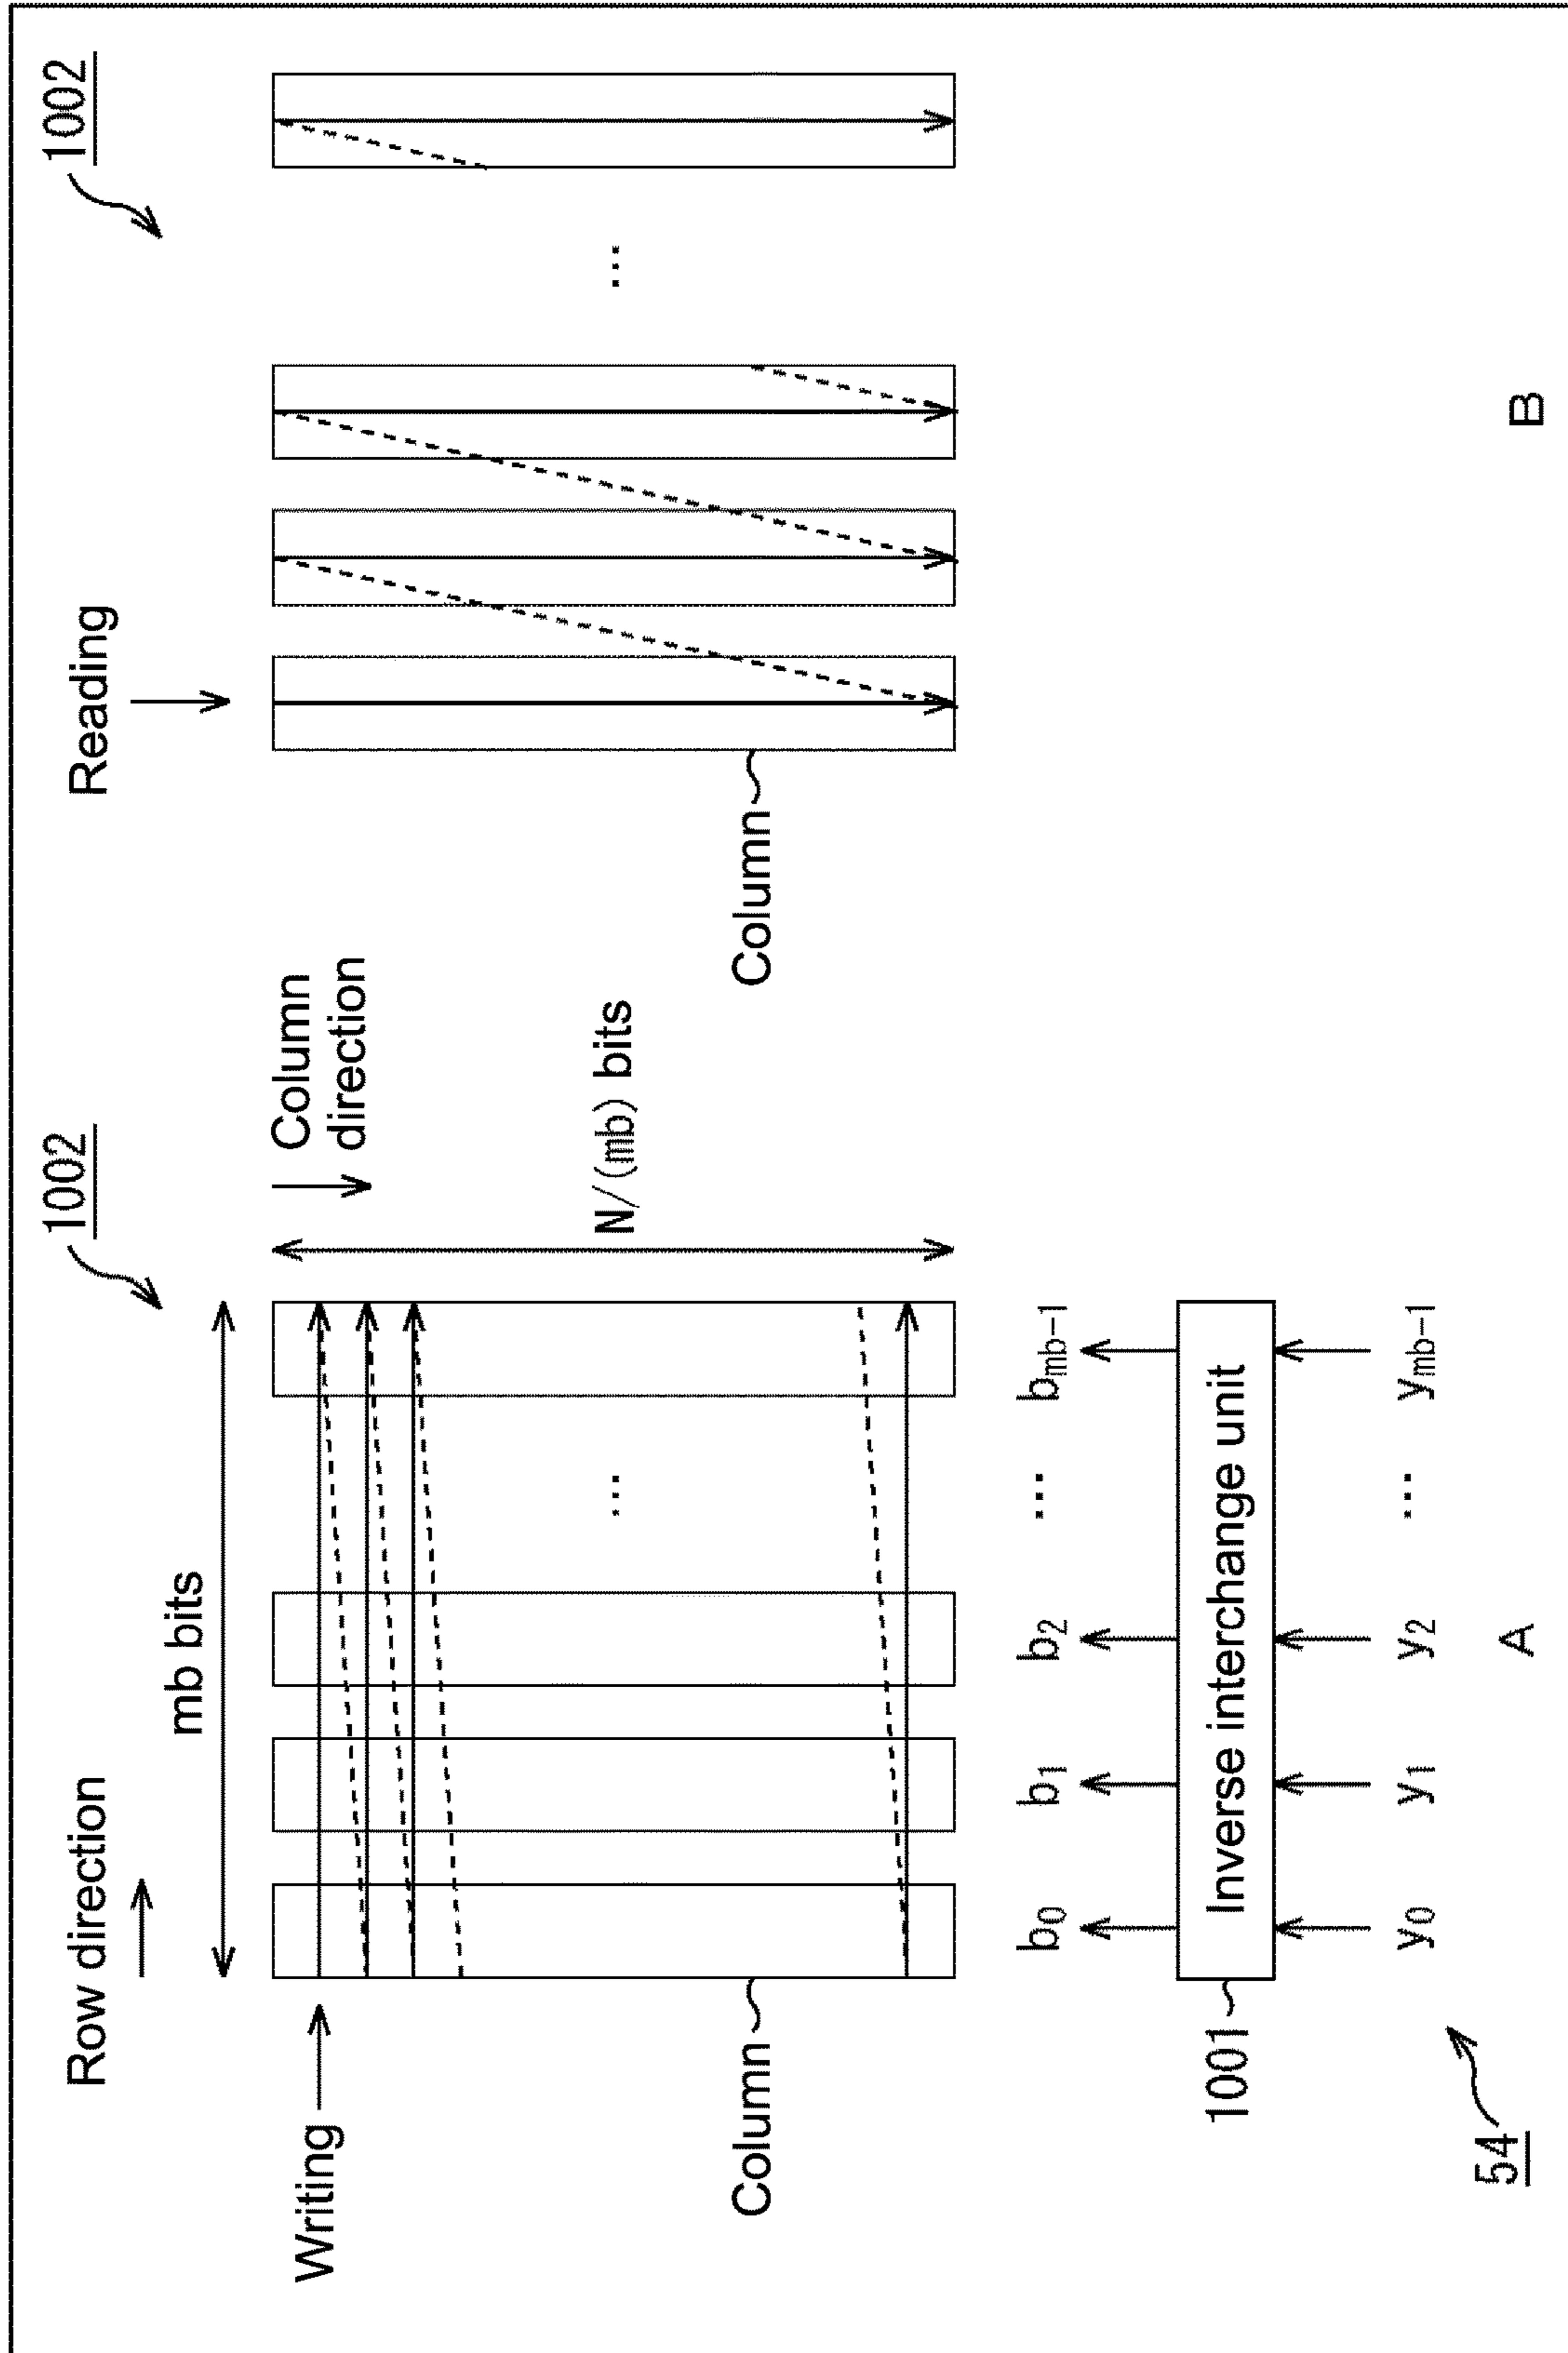 Row direction
mb bits
1002
Writing
Column
direction
N/(mb) bits
...
Column
b0 b1 b2 ... bmb-1
1001
Inverse interchange unit
y0 y1 y2 ... ymb-1
54
A
Reading
1002
...
Column
B